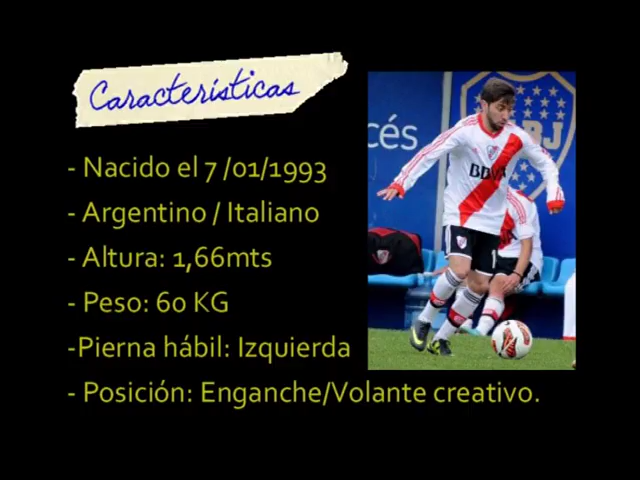 Características
- Nacido el 7 /01/1993
- Argentino / Italiano
- Altura: 1,66mts
- Peso: 60 KG
-Pierna hábil: Izquierda
- Posición: Enganche/Volante creativo.
cés
BBVA